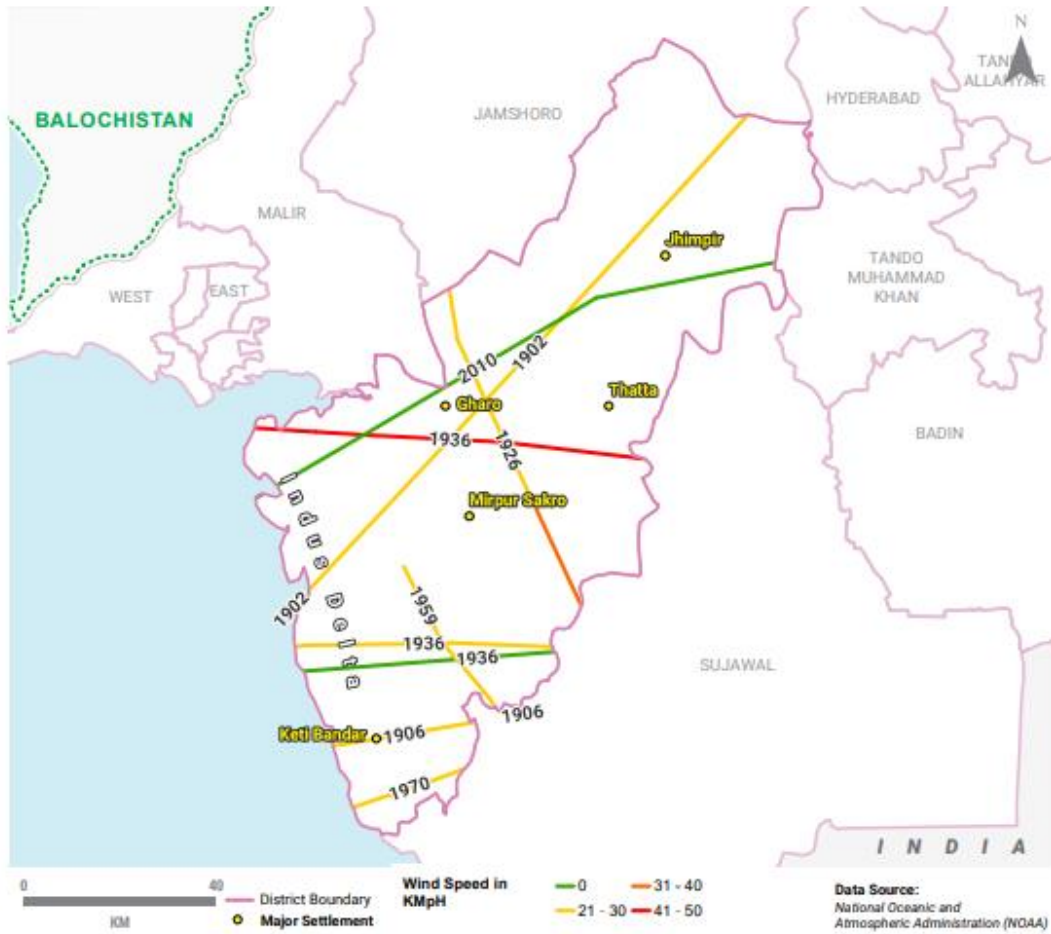 N
TANDO
ALLAHYAR
HYDERABAD
JAMSHORO
BALOCHISTAN
MALIR
WEST
EAST
Jhimpir
TANDO
MUHAMMAD
KHAN
2010
1902
Gharo
Thatta
1936
1926
BADIN
Indus Delta
Mirpur Sakro
1902
1959
1936
1936
SUJAWAL
1906
Keti Bandar
1906
1970
INDIA
0 40
KM
District Boundary
Major Settlement
Wind Speed in
KMpH
0
21 - 30
31 - 40
41 - 50
Data Source:
National Oceanic and
Atmospheric Administration (NOAA)